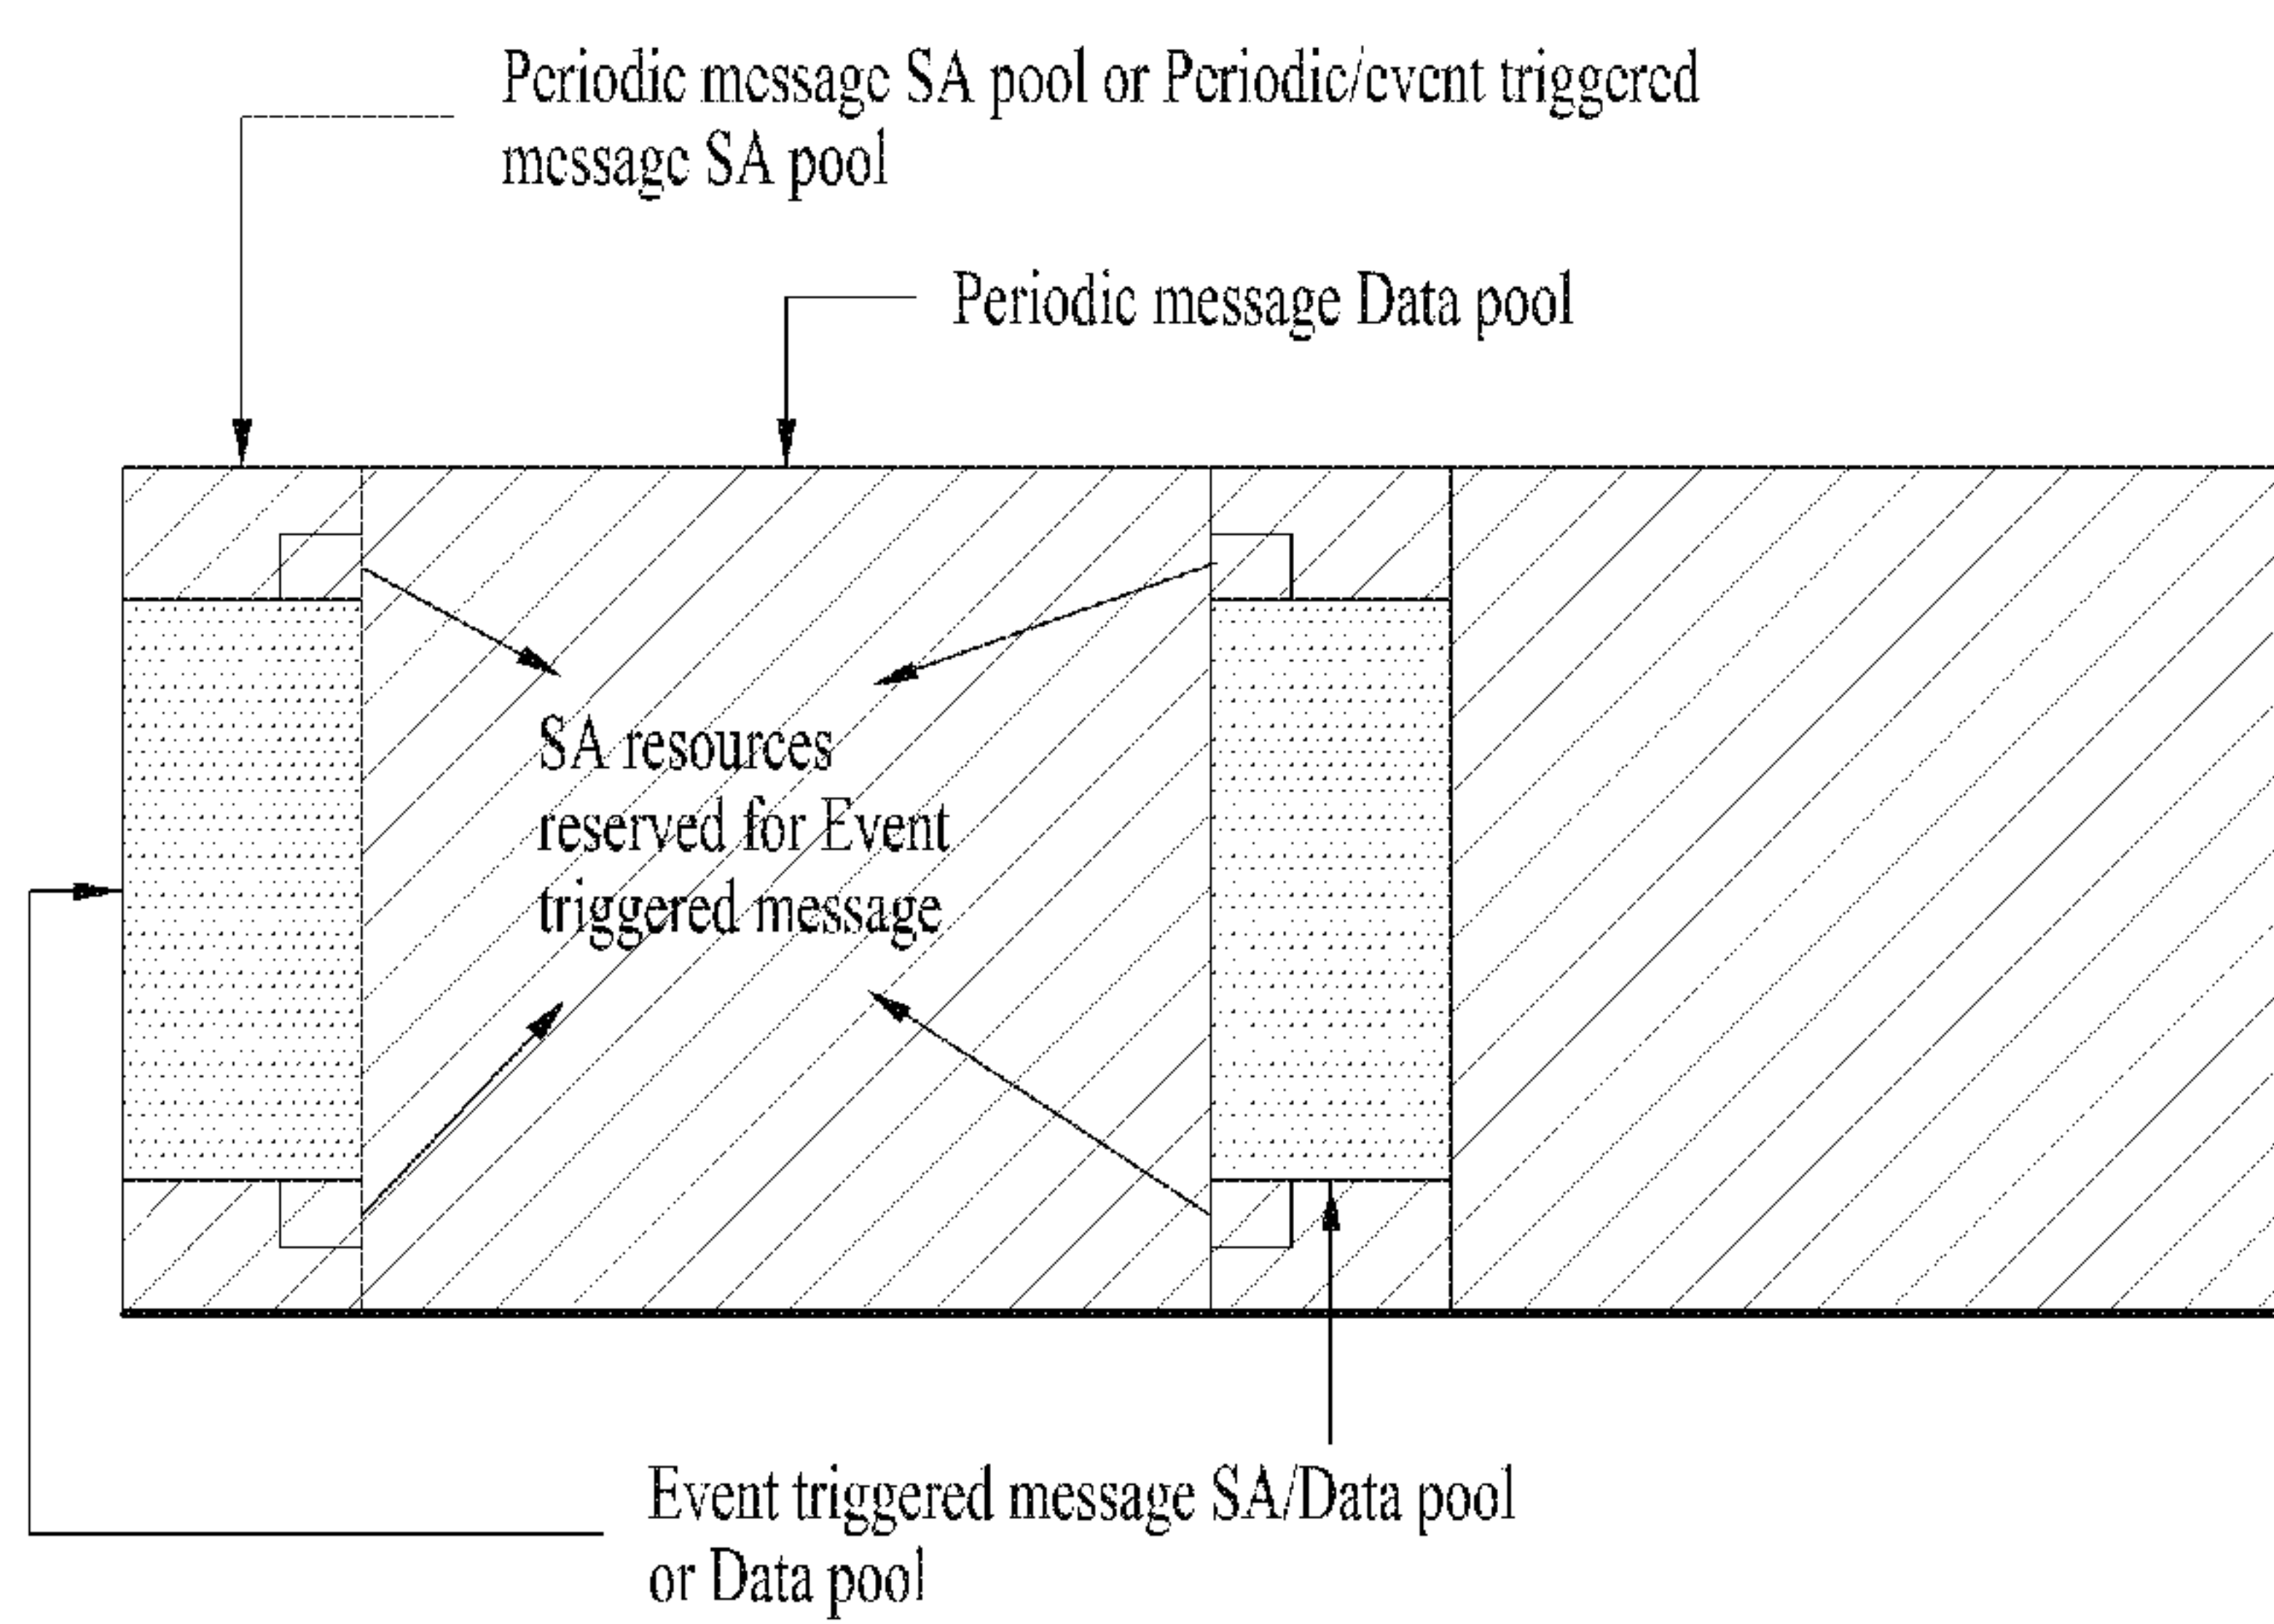 Periodic message SA pool or Periodic/event triggered
message SA pool
Periodic message Data pool
SA resources
reserved for Event
triggered message
Event triggered message SA/Data pool
or Data pool